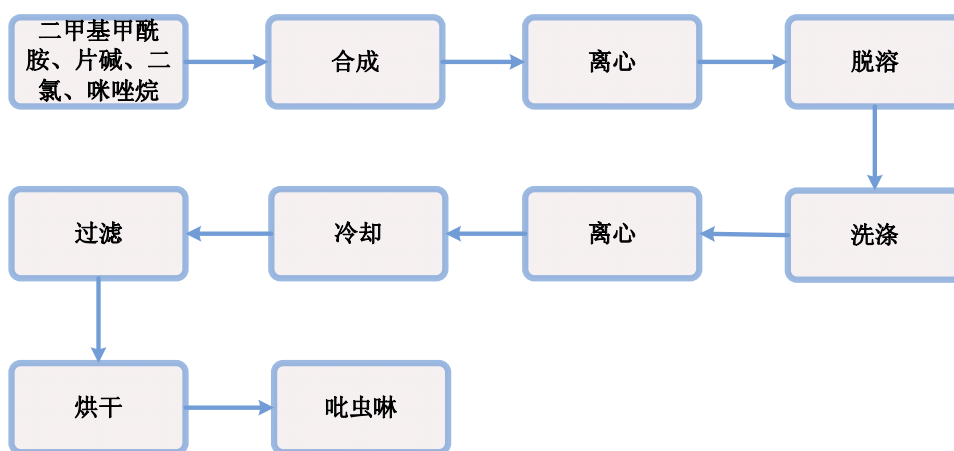 二甲基甲酰
胺、片碱、二
氯、咪唑烷
合成
离心
脱溶
洗涤
离心
冷却
过滤
烘干
吡虫啉